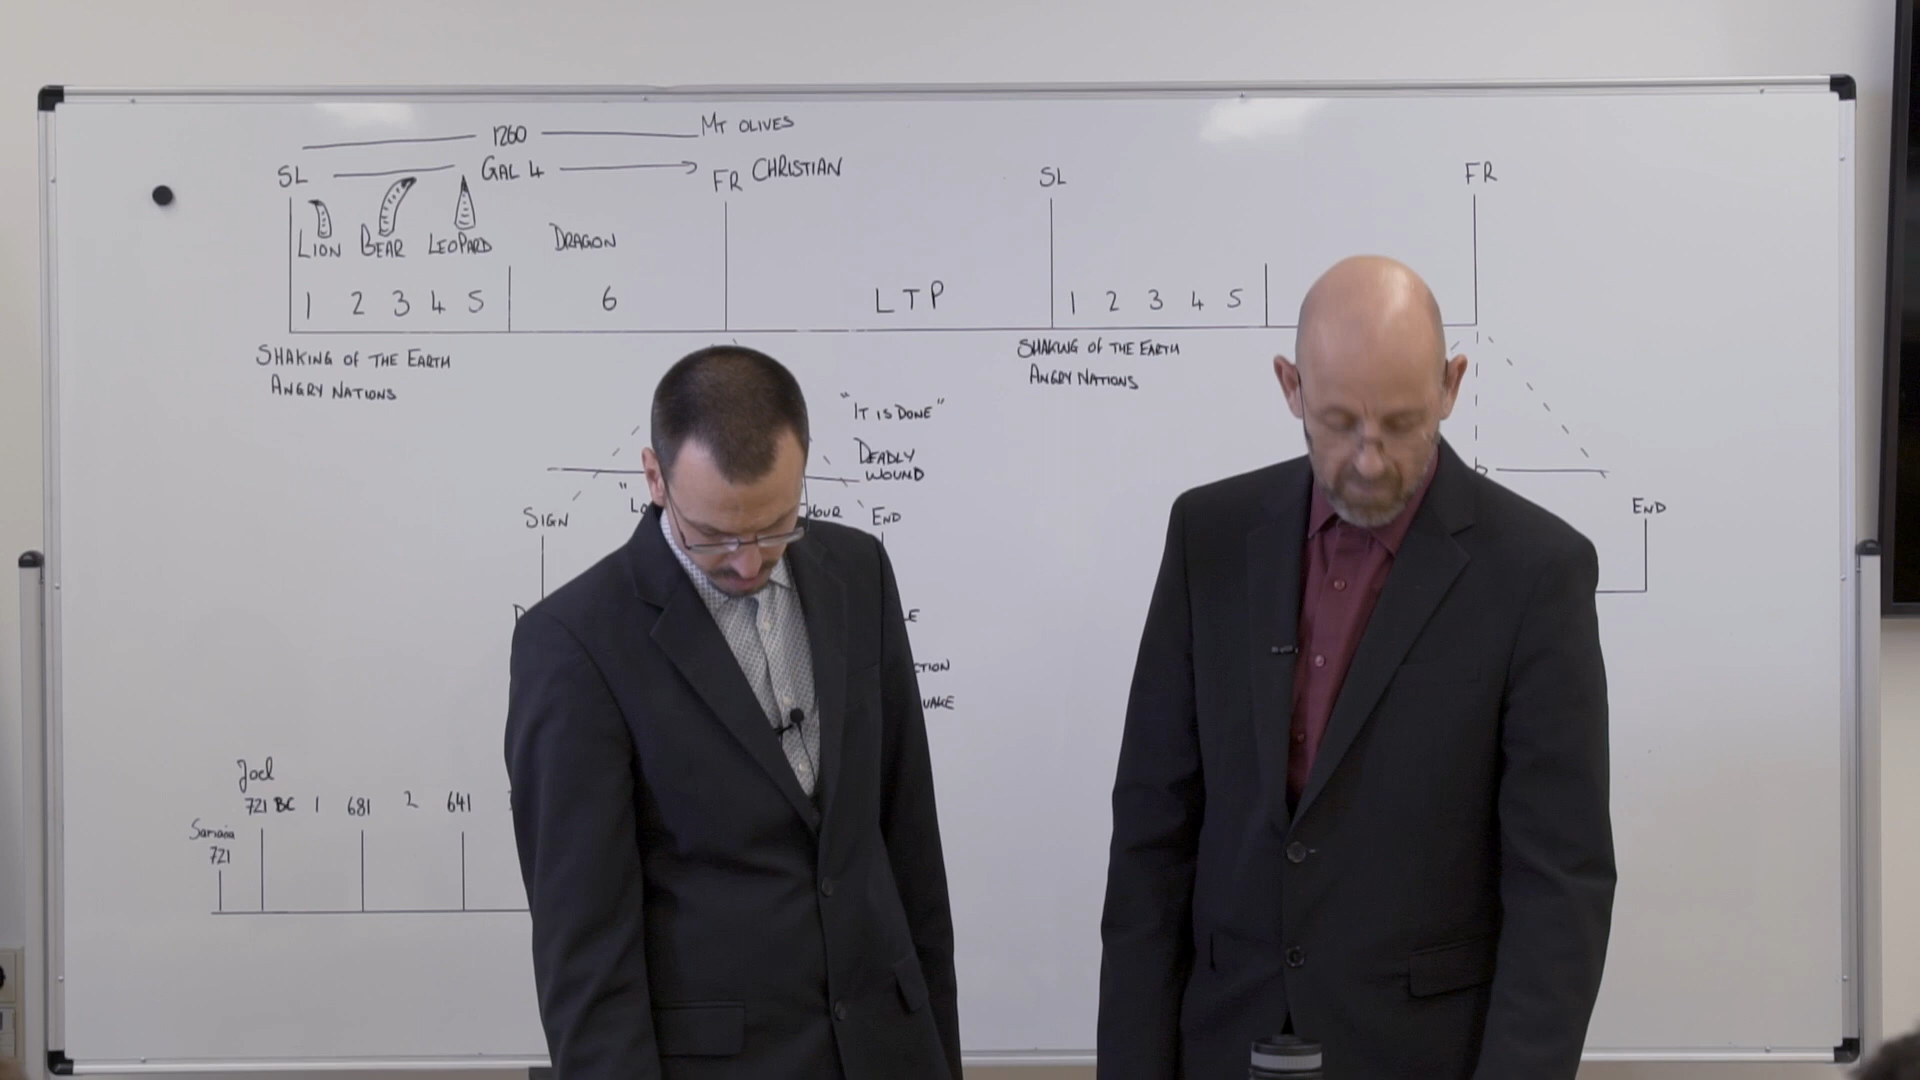 1260 MT OLIVES
SL GAL 4 FR CHRISTIAN SL FR
LION BEAR LEOPARD DRAGON
1 2 3 4 5 6 LTP 1 2 3 4 5
SHAKING OF THE EARTH SHAKING OF THE EARTH
ANGRY NATIONS ANGRY NATIONS
"IT IS DONE"
DEADLY
WOUND
SIGN HOUR END END
Joel
721 BC 1 681 2 641
Samaria
721